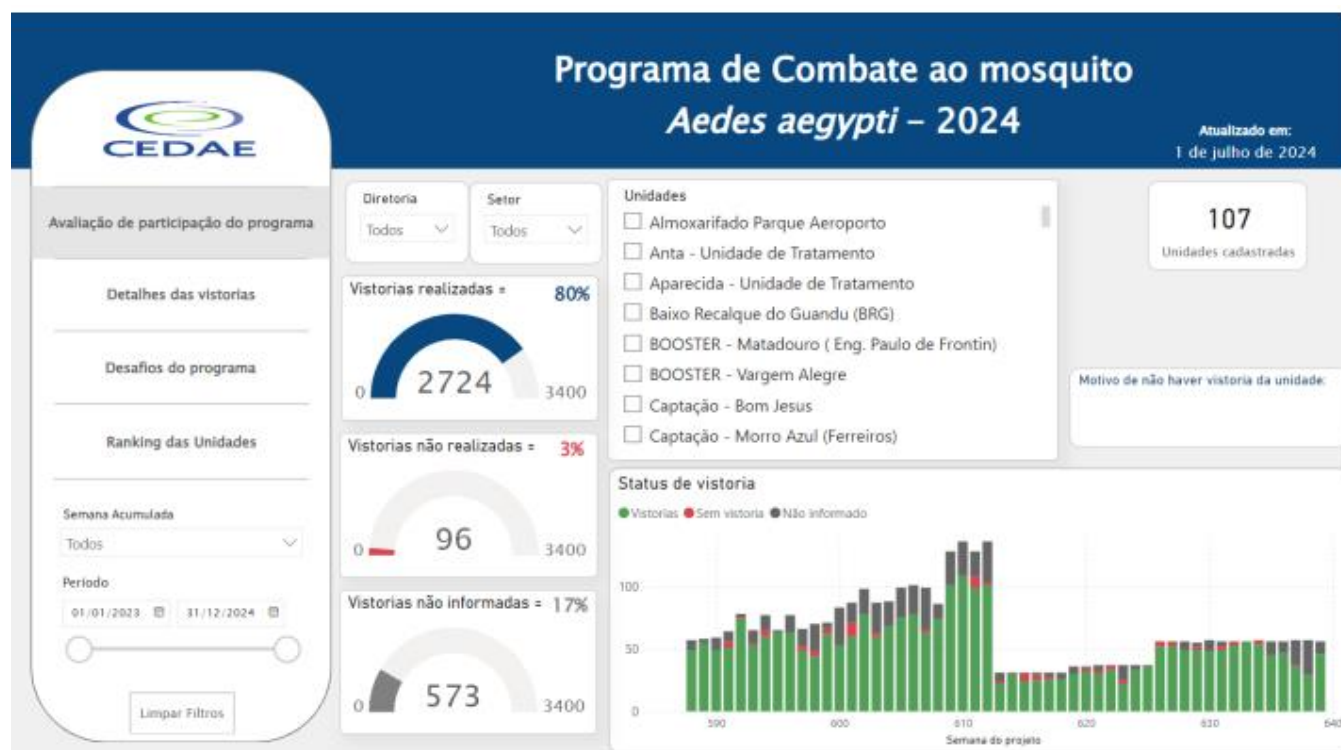 Programa de Combate ao mosquito
Aedes aegypti – 2024
Atualizado em:
1 de julho de 2024
CEDAE
Avaliação de participação do programa
Detalhes das vistorias
Desafios do programa
Ranking das Unidades
Semana Acumulada
Todos
Período
01/01/2023 31/12/2024
Limpar Filtros
Diretoria
Todos
Setor
Todos
Vistorias realizadas = 80%
2724
0 3400
Vistorias não realizadas = 3%
96
0 3400
Vistorias não informadas = 17%
573
0 3400
Unidades
Almoxarifado Parque Aeroporto
Anta - Unidade de Tratamento
Aparecida - Unidade de Tratamento
Baixo Recalque do Guandu (BRG)
BOOSTER - Matadouro ( Eng. Paulo de Frontin)
BOOSTER - Vargem Alegre
Captação - Bom Jesus
Captação - Morro Azul (Ferreiros)
107
Unidades cadastradas
Motivo de não haver vistoria da unidade:
Status de vistoria
Vistorias Sem vistoria Não informado
100
50
0
590 600 610 620 630 640
Semana do projeto